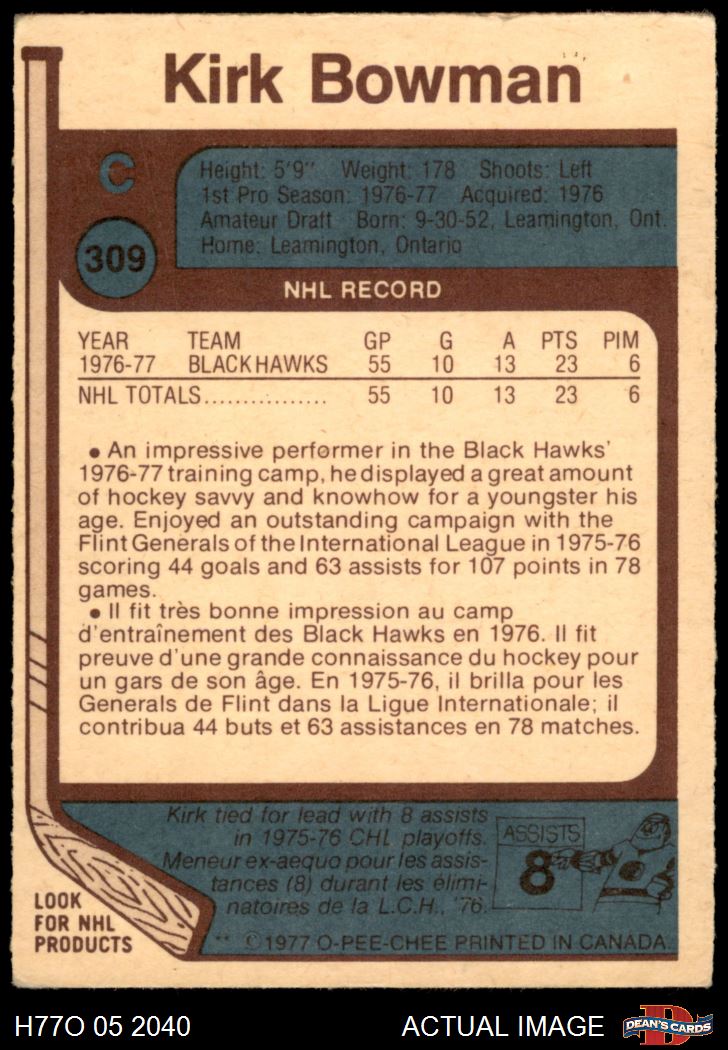 Kirk Bowman
C
309
Height: 5'9" Weight: 178 Shoots: Left
1st Pro Season: 1976-77 Acquired: 1976
Amateur Draft Born: 9-30-52, Leamington, Ont.
Home: Leamington, Ontario
NHL RECORD
YEAR TEAM GP G A PTS PIM
1976-77 BLACK HAWKS 55 10 13 23 6
NHL TOTALS................ 55 10 13 23 6
• An impressive performer in the Black Hawks'
1976-77 training camp, he displayed a great amount
of hockey savvy and knowhow for a youngster his
age. Enjoyed an outstanding campaign with the
Flint Generals of the International League in 1975-76
scoring 44 goals and 63 assists for 107 points in 78
games.
• Il fit très bonne impression au camp
d'entraînement des Black Hawks en 1976. Il fit
preuve d'une grande connaissance du hockey pour
un gars de son âge. En 1975-76, il brilla pour les
Generals de Flint dans la Ligue Internationale; il
contribua 44 buts et 63 assistances en 78 matches.
Kirk tied for lead with 8 assists
in 1975-76 CHL playoffs.
Meneur ex-aequo pour les assis-
tances (8) durant les élimi-
natoires de la L.C.H., '76.
ASSISTS
8
LOOK
FOR NHL
PRODUCTS
** ©1977 O-PEE-CHEE PRINTED IN CANADA.
H77O 05 2040 ACTUAL IMAGE
D
DEAN'S CARDS